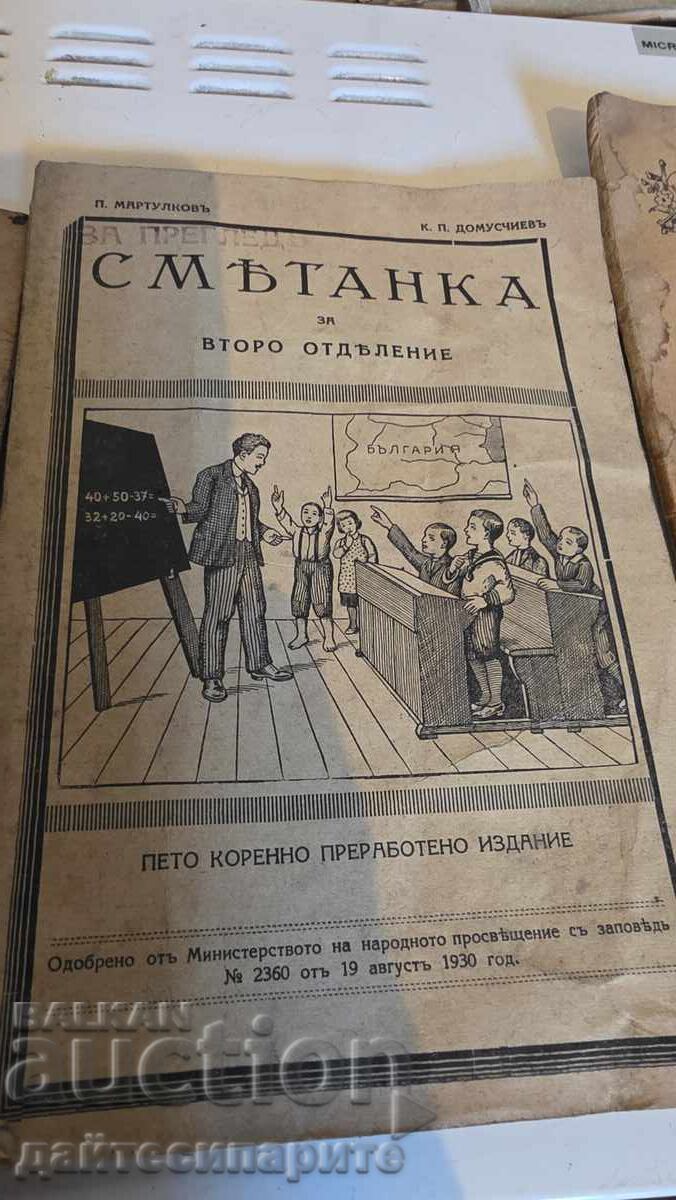 MICR
П. МАРТУЛКОВЪ
К. П. ДОМУСЧИЕВЪ
ЗА ПРЕГЛЕДЪ
СМѢТАНКА
ЗА
ВТОРО ОТДѢЛЕНИЕ
БЪЛГАРИЯ
40+50-37=
32+20-40=
ПЕТО КОРЕННО ПРЕРАБОТЕНО ИЗДАНИЕ
Одобрено отъ Министерството на народното просвѣщение съ заповѣдь
№ 2360 отъ 19 августъ 1930 год.
BALKAN
auction
дайтесипарите